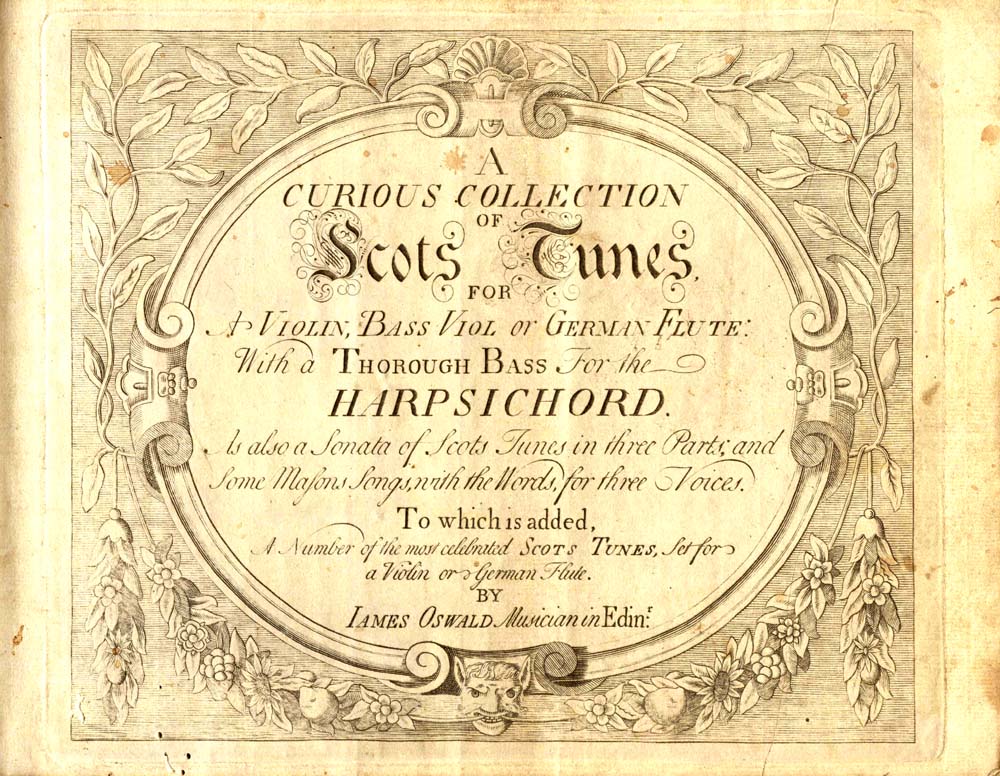 A
CURIOUS COLLECTION
OF
Scots Tunes,
FOR
A VIOLIN, BASS VIOL or GERMAN FLUTE:
With a THOROUGH BASS For the
HARPSICHORD.
As also a Sonata of Scots Tunes in three Parts; and
Some Maſons Songs, with the Words, for three Voices.
To which is added,
A Number of the most celebrated SCOTS TUNES, Set for
a Violin or German Flute.
BY
IAMES OSWALD Musician in Edinr.